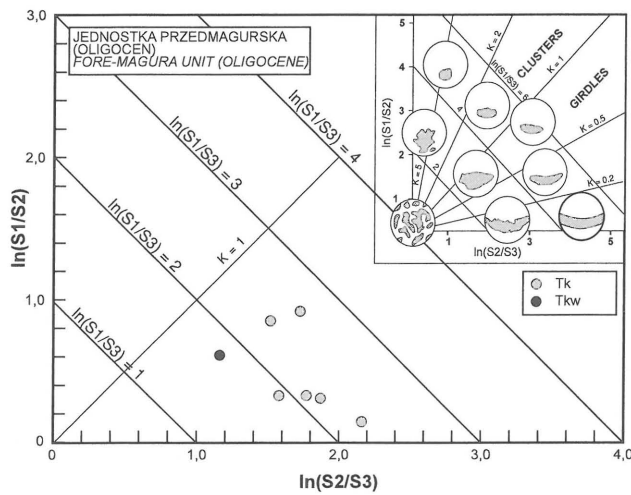 3,0
2,0
1,0
0
0
1,0
2,0
3,0
4,0
ln(S1/S2)
ln(S2/S3)
JEDNOSTKA PRZEDMAGURSKA
(OLIGOCEN)
FORE-MAGURA UNIT (OLIGOCENE)
ln(S1/S3) = 4
ln(S1/S3) = 3
ln(S1/S3) = 2
ln(S1/S3) = 1
K = 1
5
4
3
2
1
1
3
5
ln(S1/S2)
ln(S2/S3)
K = 2
CLUSTERS
K = 1
ln(S1/S3) = 6
GIRDLES
4
K = 0.5
2
K = 5
K = 0.2
Tk
Tkw